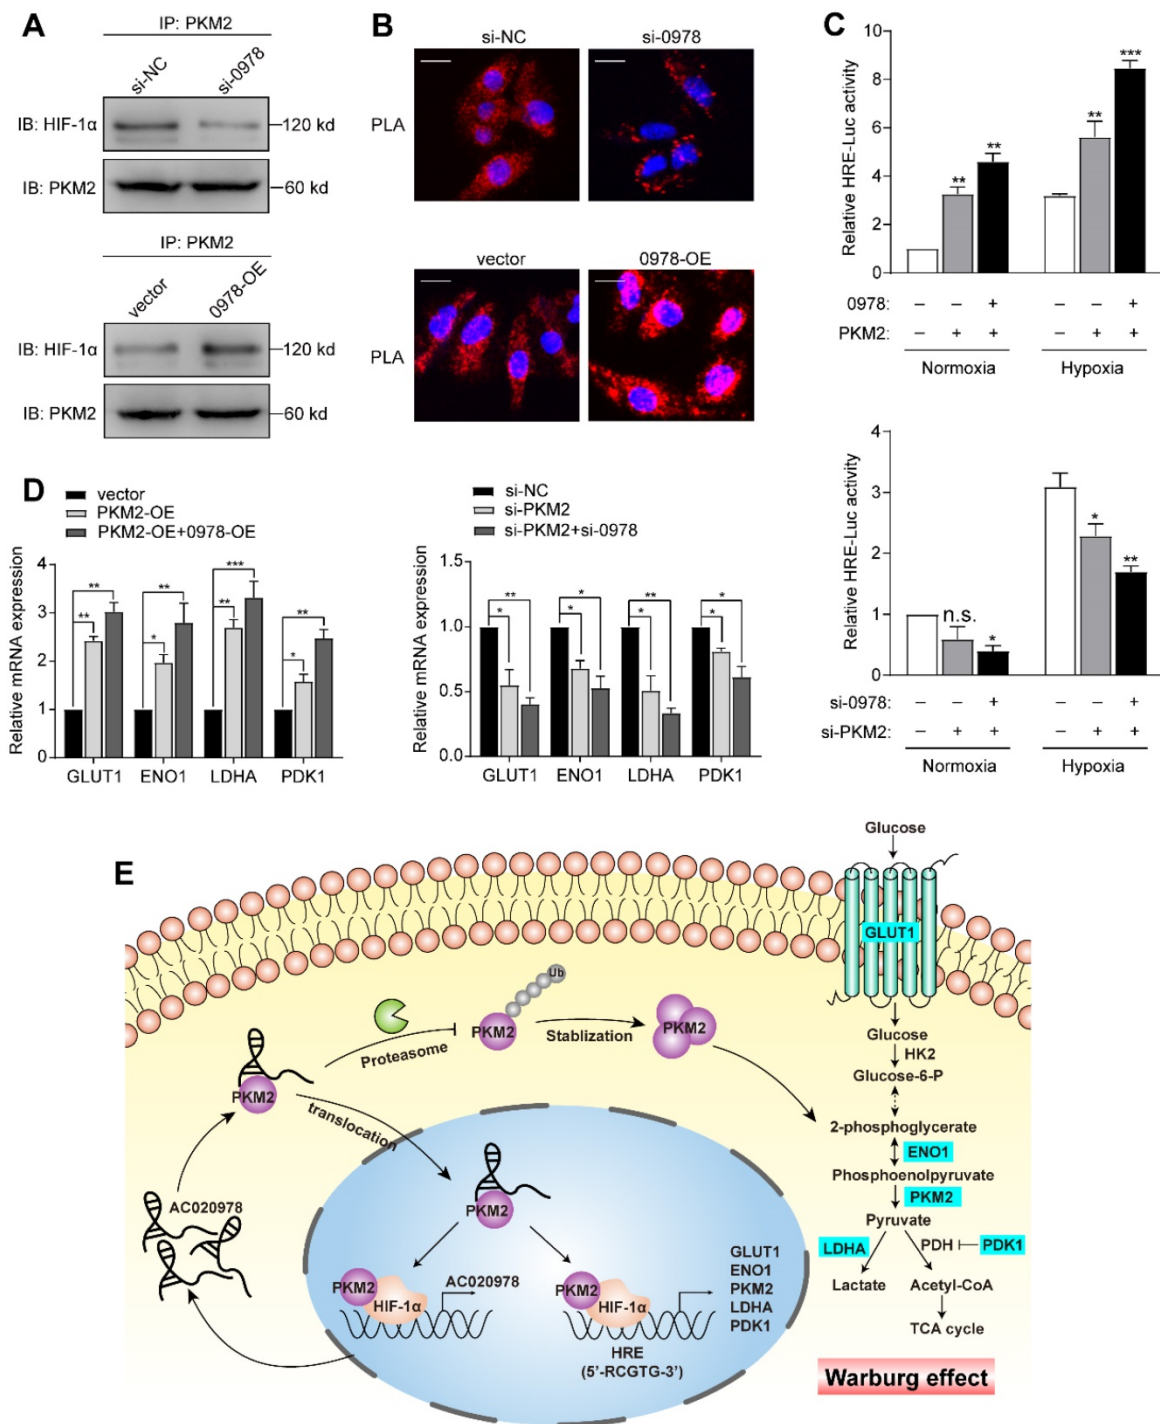 A
IP: PKM2
si-NC
si-0978
IB: HIF-1α
120 kd
IB: PKM2
60 kd
IP: PKM2
vector
0978-OE
IB: HIF-1α
120 kd
IB: PKM2
60 kd
B
si-NC
si-0978
PLA
vector
0978-OE
PLA
C
Relative HRE-Luc activity
10
8
6
4
2
0
** ** ** ***
0978: – – + – – +
PKM2: – + + – + +
Normoxia Hypoxia
Relative HRE-Luc activity
4
3
2
1
0
n.s. * * **
si-0978: – – + – – +
si-PKM2: – + + – + +
Normoxia Hypoxia
D
vector
PKM2-OE
PKM2-OE+0978-OE
Relative mRNA expression
4
3
2
1
0
** ** *** **
** * ** *
GLUT1 ENO1 LDHA PDK1
si-NC
si-PKM2
si-PKM2+si-0978
Relative mRNA expression
1.5
1.0
0.5
0.0
** * ** *
* * * *
GLUT1 ENO1 LDHA PDK1
E
Glucose
GLUT1
Ub
PKM2
Proteasome
Stablization
PKM2
Glucose
HK2
Glucose-6-P
PKM2
translocation
2-phosphoglycerate
ENO1
Phosphoenolpyruvate
PKM2
Pyruvate
LDHA
PDH
PDK1
Lactate
Acetyl-CoA
TCA cycle
AC020978
PKM2
PKM2
HIF-1α
AC020978
PKM2
HIF-1α
HRE
(5'-RCGTG-3')
GLUT1
ENO1
PKM2
LDHA
PDK1
Warburg effect